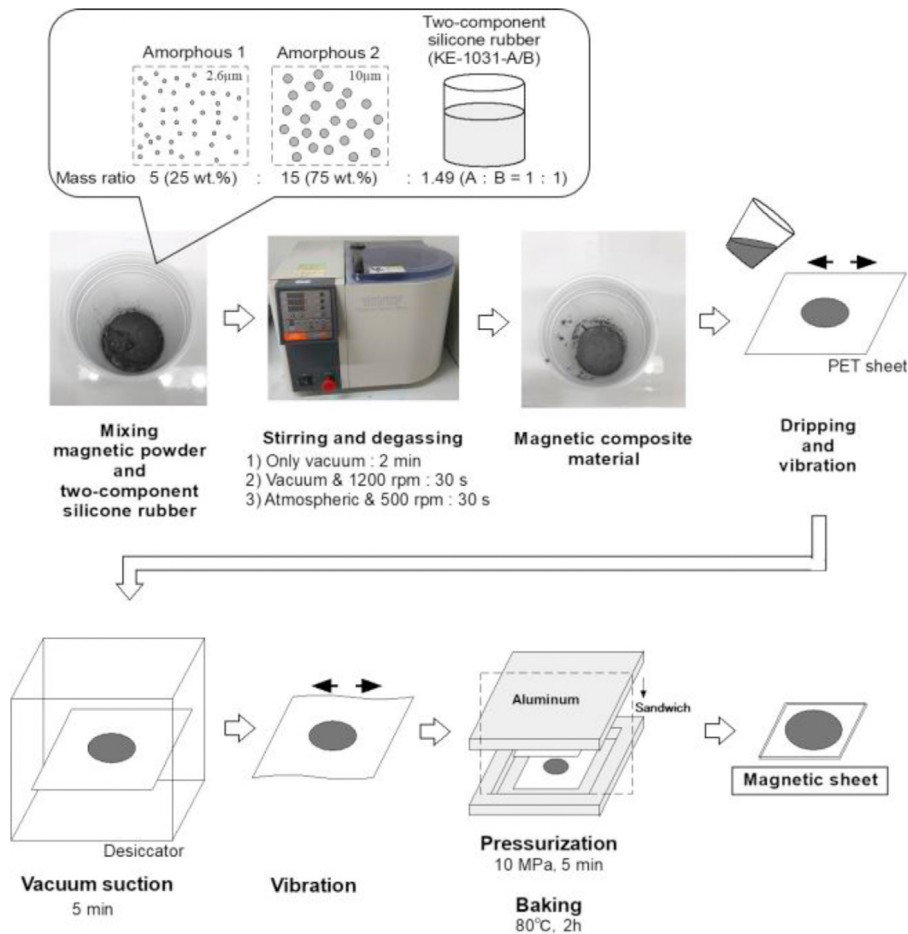 Two-component
silicone rubber
(KE-1031-A/B)
Amorphous 1
Amorphous 2
2.6μm
10μm
Mass ratio 5 (25 wt.%) : 15 (75 wt.%) : 1.49 (A : B = 1 : 1)
PET sheet
Mixing
magnetic powder
and
two-component
silicone rubber
Stirring and degassing
1) Only vacuum : 2 min
2) Vacuum & 1200 rpm : 30 s
3) Atmospheric & 500 rpm : 30 s
Magnetic composite
material
Dripping
and
vibration
Aluminum
Sandwich
Desiccator
Vacuum suction
5 min
Vibration
Pressurization
10 MPa, 5 min
Baking
80℃, 2h
Magnetic sheet